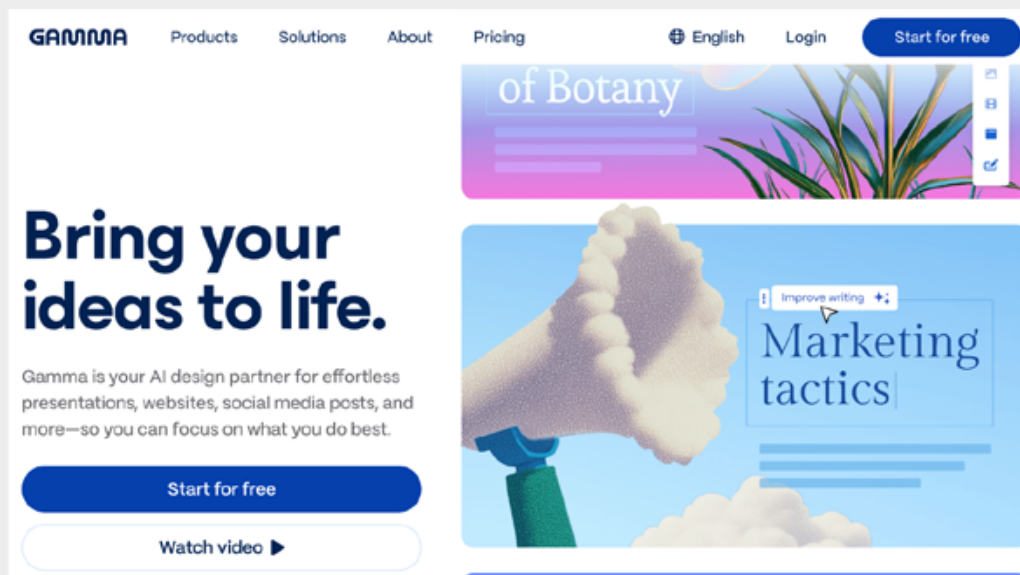 GAMMA
Products
Solutions
About
Pricing
English
Login
Start for free
of Botany
Bring your
ideas to life.
Gamma is your AI design partner for effortless
presentations, websites, social media posts, and
more—so you can focus on what you do best.
Start for free
Watch video
Improve writing
Marketing
tactics